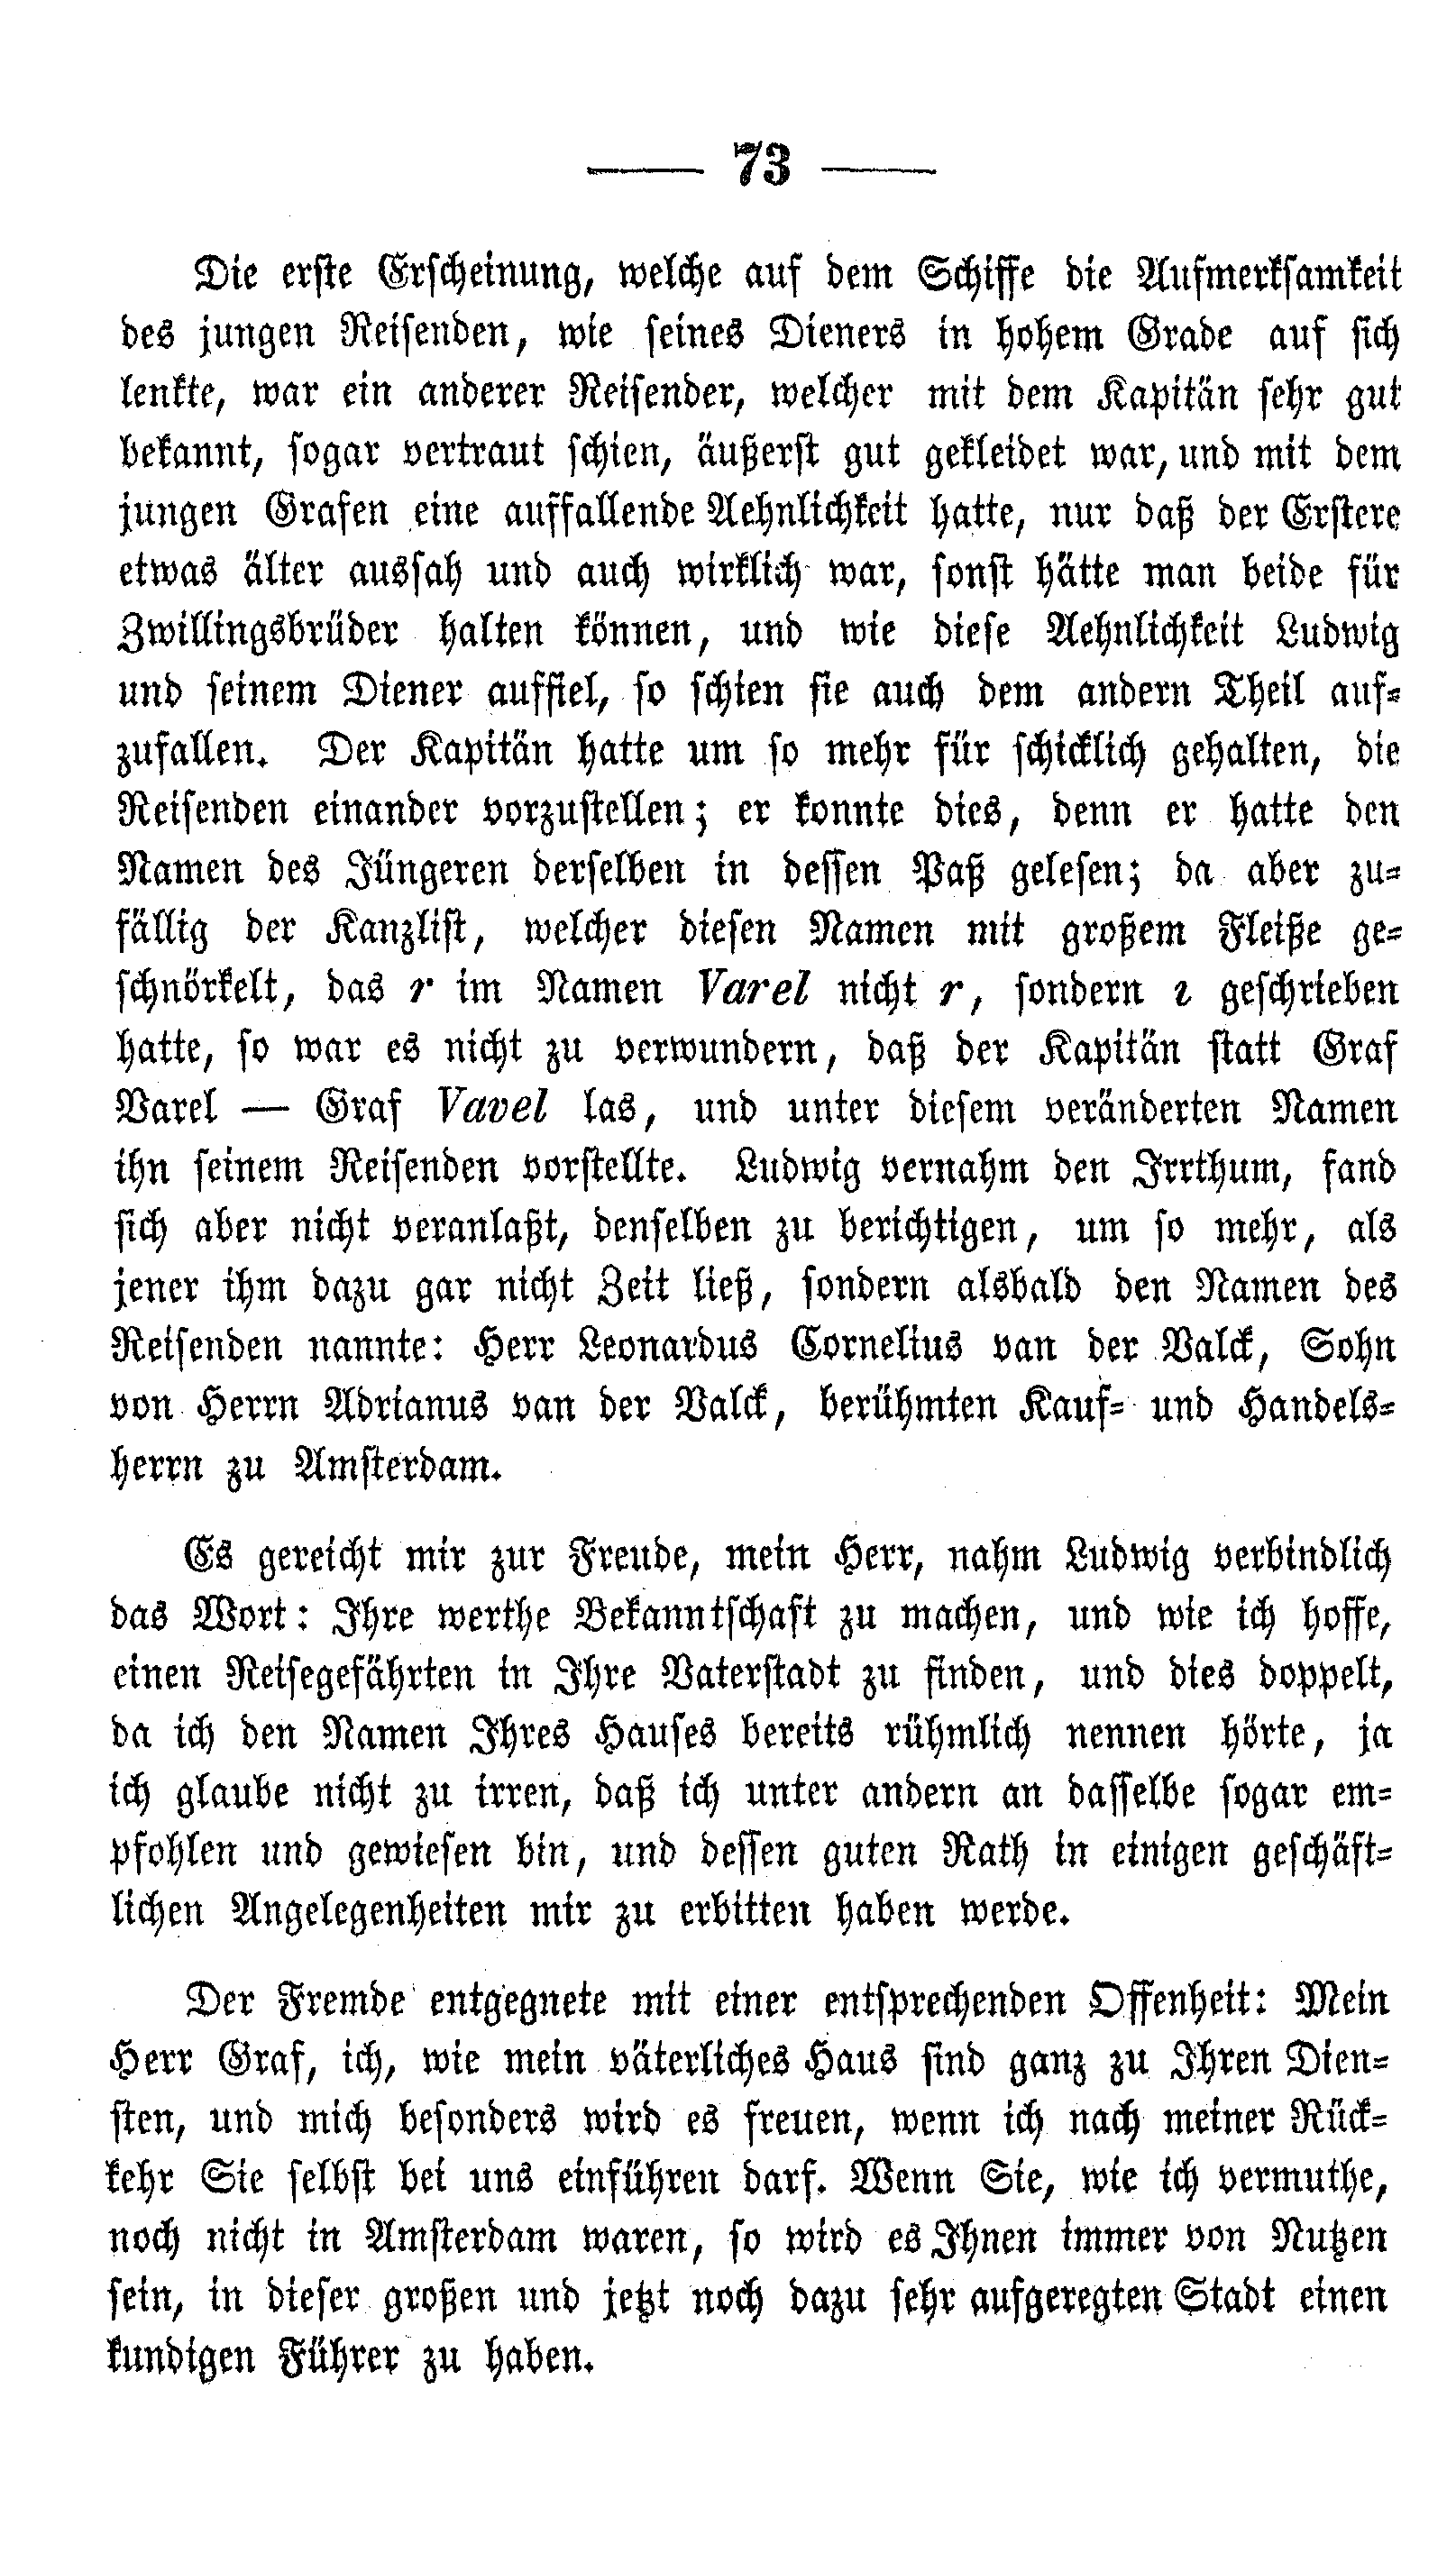 — 73 —
Die erste Erscheinung, welche auf dem Schiffe die Aufmerksamkeit
des jungen Reisenden, wie seines Dieners in hohem Grade auf sich
lenkte, war ein anderer Reisender, welcher mit dem Kapitän sehr gut
bekannt, sogar vertraut schien, äußerst gut gekleidet war, und mit dem
jungen Grafen eine auffallende Aehnlichkeit hatte, nur daß der Erstere
etwas älter aussah und auch wirklich war, sonst hätte man beide für
Zwillingsbrüder halten können, und wie diese Aehnlichkeit Ludwig
und seinem Diener auffiel, so schien sie auch dem andern Theil auf-
zufallen. Der Kapitän hatte um so mehr für schicklich gehalten, die
Reisenden einander vorzustellen; er konnte dies, denn er hatte den
Namen des Jüngeren derselben in dessen Paß gelesen; da aber zu-
fällig der Kanzlist, welcher diesen Namen mit großem Fleiße ge-
schnörkelt, das r im Namen Varel nicht r, sondern ꝛ geschrieben
hatte, so war es nicht zu verwundern, daß der Kapitän statt Graf
Varel — Graf Vavel las, und unter diesem veränderten Namen
ihn seinem Reisenden vorstellte. Ludwig vernahm den Irrthum, fand
sich aber nicht veranlaßt, denselben zu berichtigen, um so mehr, als
jener ihm dazu gar nicht Zeit ließ, sondern alsbald den Namen des
Reisenden nannte: Herr Leonardus Cornelius van der Valck, Sohn
von Herrn Adrianus van der Valck, berühmten Kauf- und Handels-
herrn zu Amsterdam.
Es gereicht mir zur Freude, mein Herr, nahm Ludwig verbindlich
das Wort: Ihre werthe Bekanntschaft zu machen, und wie ich hoffe,
einen Reisegefährten in Ihre Vaterstadt zu finden, und dies doppelt,
da ich den Namen Ihres Hauses bereits rühmlich nennen hörte, ja
ich glaube nicht zu irren, daß ich unter andern an dasselbe sogar em-
pfohlen und gewiesen bin, und dessen guten Rath in einigen geschäft-
lichen Angelegenheiten mir zu erbitten haben werde.
Der Fremde entgegnete mit einer entsprechenden Offenheit: Mein
Herr Graf, ich, wie mein väterliches Haus sind ganz zu Ihren Dien-
sten, und mich besonders wird es freuen, wenn ich nach meiner Rück-
kehr Sie selbst bei uns einführen darf. Wenn Sie, wie ich vermuthe,
noch nicht in Amsterdam waren, so wird es Ihnen immer von Nutzen
sein, in dieser großen und jetzt noch dazu sehr aufgeregten Stadt einen
kundigen Führer zu haben.